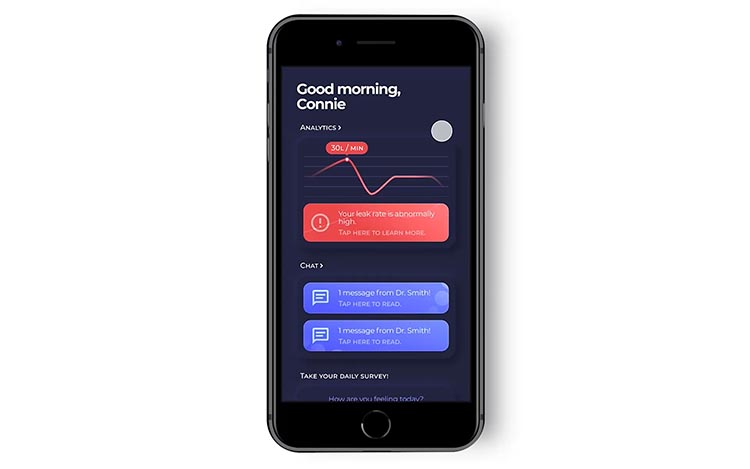 Good morning,
Connie
ANALYTICS ›
30L / MIN
Your leak rate is abnormally
high.
TAP HERE TO LEARN MORE.
CHAT ›
1 message from Dr. Smith!
TAP HERE TO READ.
1 message from Dr. Smith!
TAP HERE TO READ.
TAKE YOUR DAILY SURVEY!
How are you feeling today?